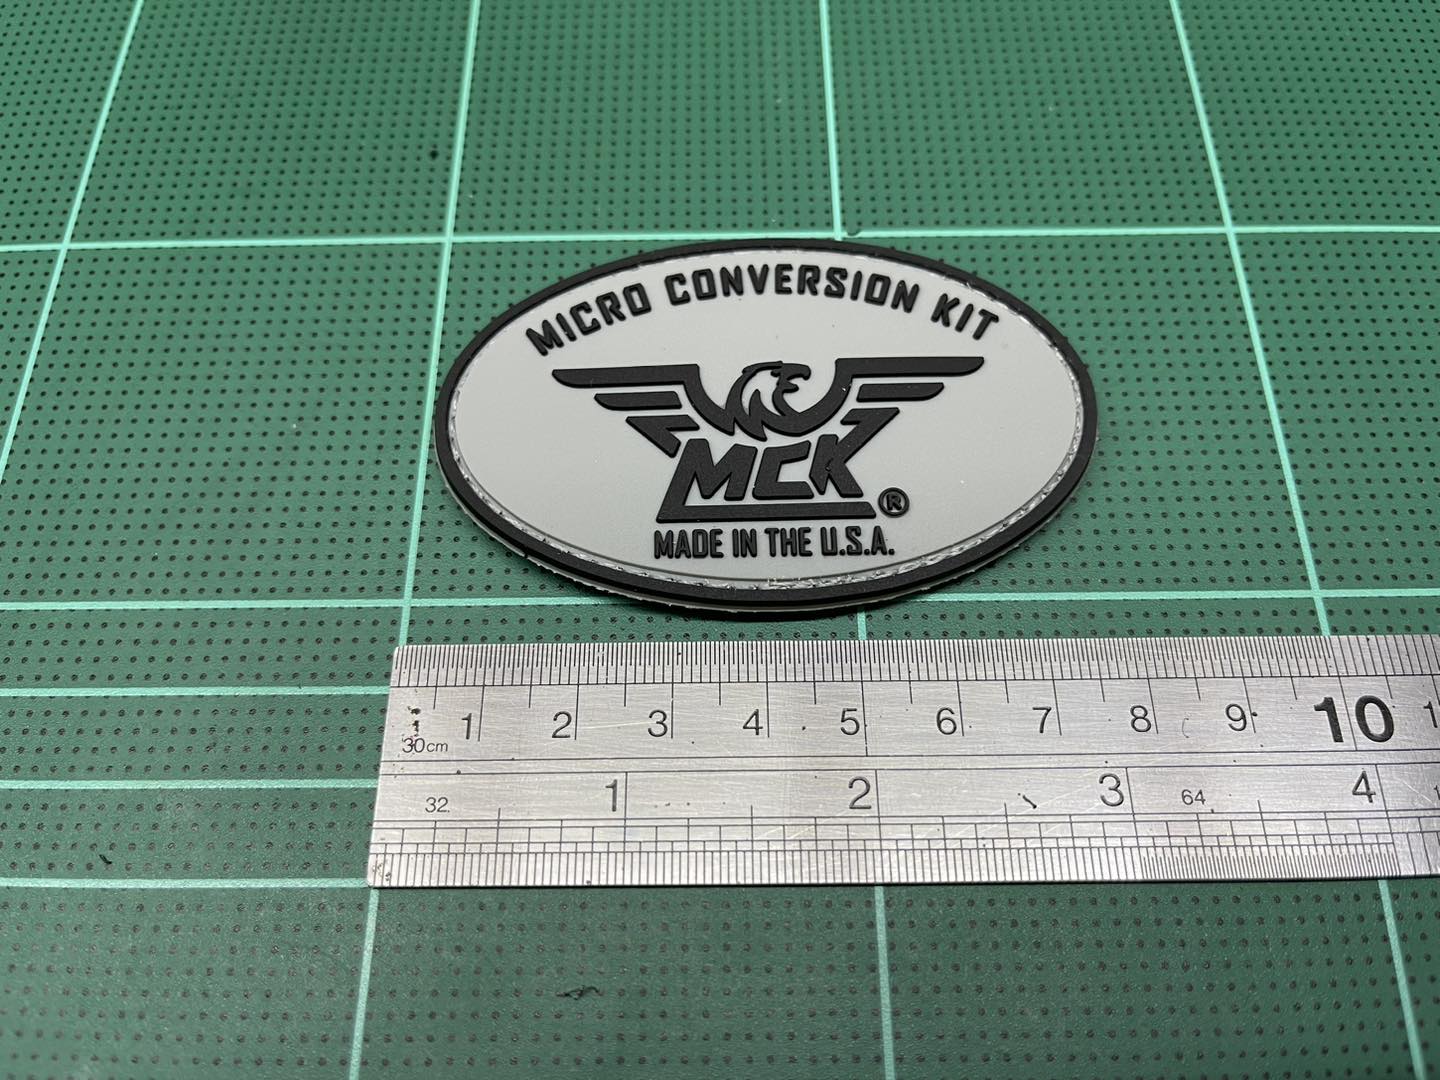 MICRO CONVERSION KIT
MCK®
MADE IN THE U.S.A.
1 2 3 4 5 6 7 8 9 10 1
30cm
1 2 3 4
32 64